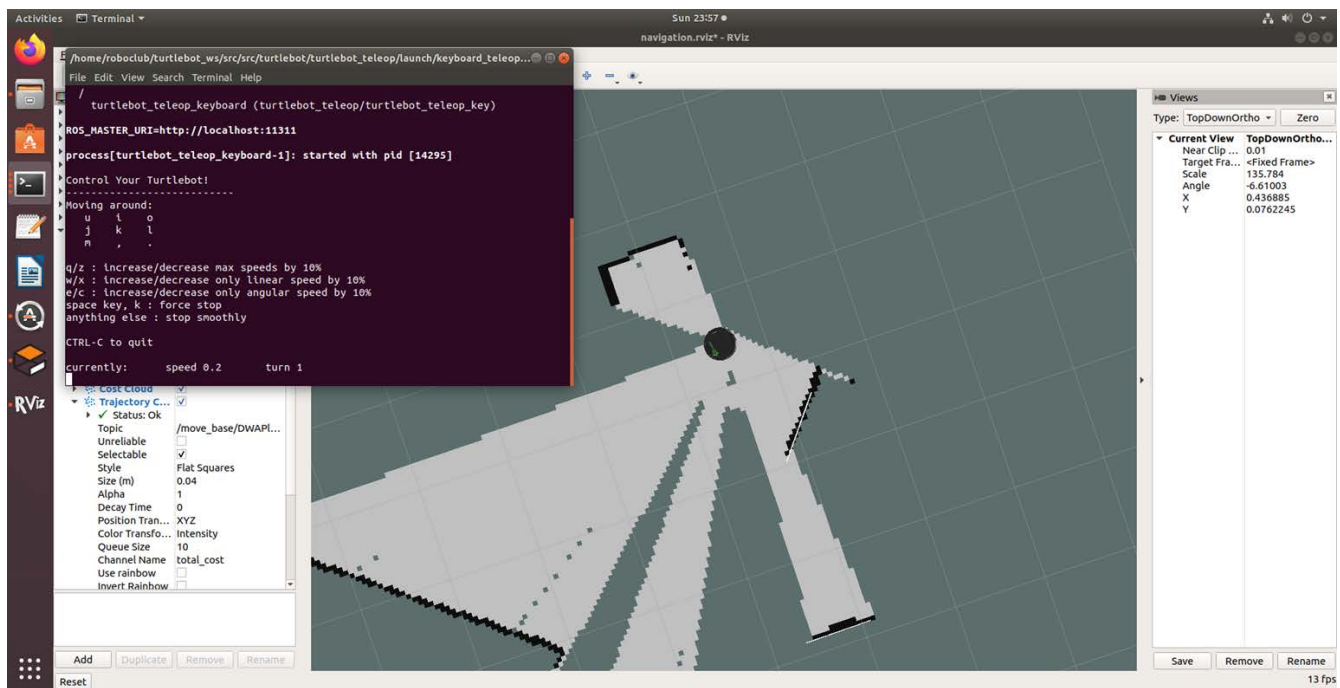 Activities Terminal Sun 23:57
navigation.rviz* - RViz
/home/roboclub/turtlebot_ws/src/src/turtlebot/turtlebot_teleop/launch/keyboard_teleop...
File Edit View Search Terminal Help
/
turtlebot_teleop_keyboard (turtlebot_teleop/turtlebot_teleop_key)
ROS_MASTER_URI=http://localhost:11311
process[turtlebot_teleop_keyboard-1]: started with pid [14295]
Control Your Turtlebot!
---------------------------
Moving around:
u i o
j k l
m , .
q/z : increase/decrease max speeds by 10%
w/x : increase/decrease only linear speed by 10%
e/c : increase/decrease only angular speed by 10%
space key, k : force stop
anything else : stop smoothly
CTRL-C to quit
currently: speed 0.2 turn 1
Cost Cloud
Trajectory C...
Status: Ok
Topic /move_base/DWAPl...
Unreliable
Selectable
Style Flat Squares
Size (m) 0.04
Alpha 1
Decay Time 0
Position Tran... XYZ
Color Transfo... Intensity
Queue Size 10
Channel Name total_cost
Use rainbow
Invert Rainbow
Add Duplicate Remove Rename
Reset
Views
Type: TopDownOrtho Zero
Current View TopDownOrtho...
Near Clip ... 0.01
Target Fra... <Fixed Frame>
Scale 135.784
Angle -6.61003
X 0.436885
Y 0.0762245
Save Remove Rename
13 fps
RViz